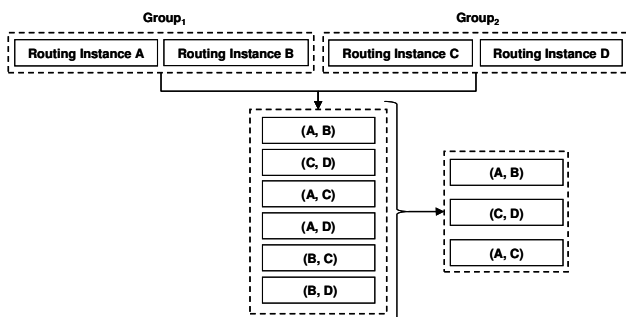 Group₁
Group₂
Routing Instance A
Routing Instance B
Routing Instance C
Routing Instance D
(A, B)
(C, D)
(A, C)
(A, D)
(B, C)
(B, D)
(A, B)
(C, D)
(A, C)